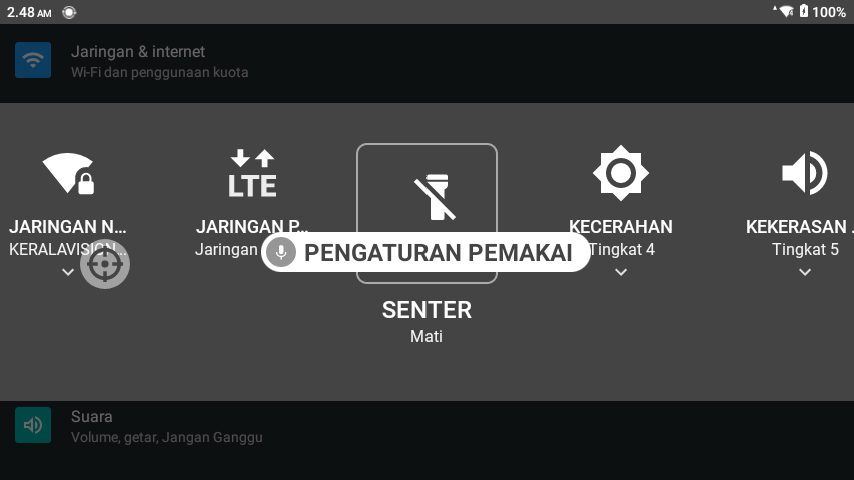 2.48 AM
100%
Jaringan & internet
Wi-Fi dan penggunaan kuota
LTE
JARINGAN N...
KERALAVISION...
JARINGAN P...
Jaringan
KECERAHAN
Tingkat 4
KEKERASAN ..
Tingkat 5
PENGATURAN PEMAKAI
SENTER
Mati
Suara
Volume, getar, Jangan Ganggu